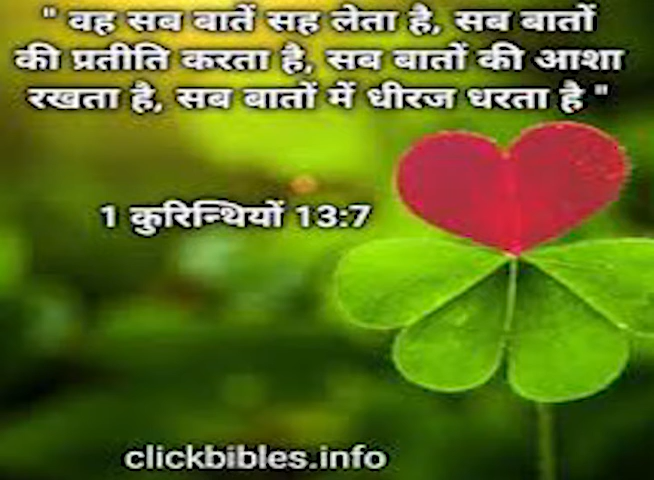 " वह सब बातें सह लेता है, सब बातों
की प्रतीति करता है, सब बातों की आशा
रखता है, सब बातों में धीरज धरता है "
1 कुरिन्थियों 13:7
clickbibles.info